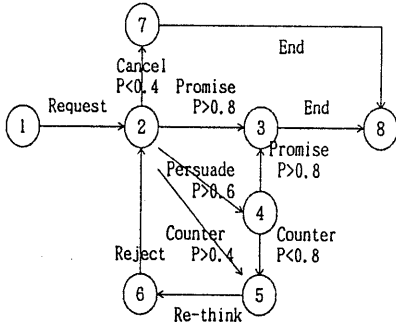 7
End
Cancel
P<0.4
Promise
P>0.8
Request
End
1
2
3
8
Persuade
P>0.6
Promise
P>0.8
4
Counter
P>0.4
Counter
P<0.8
Reject
6
5
Re-think